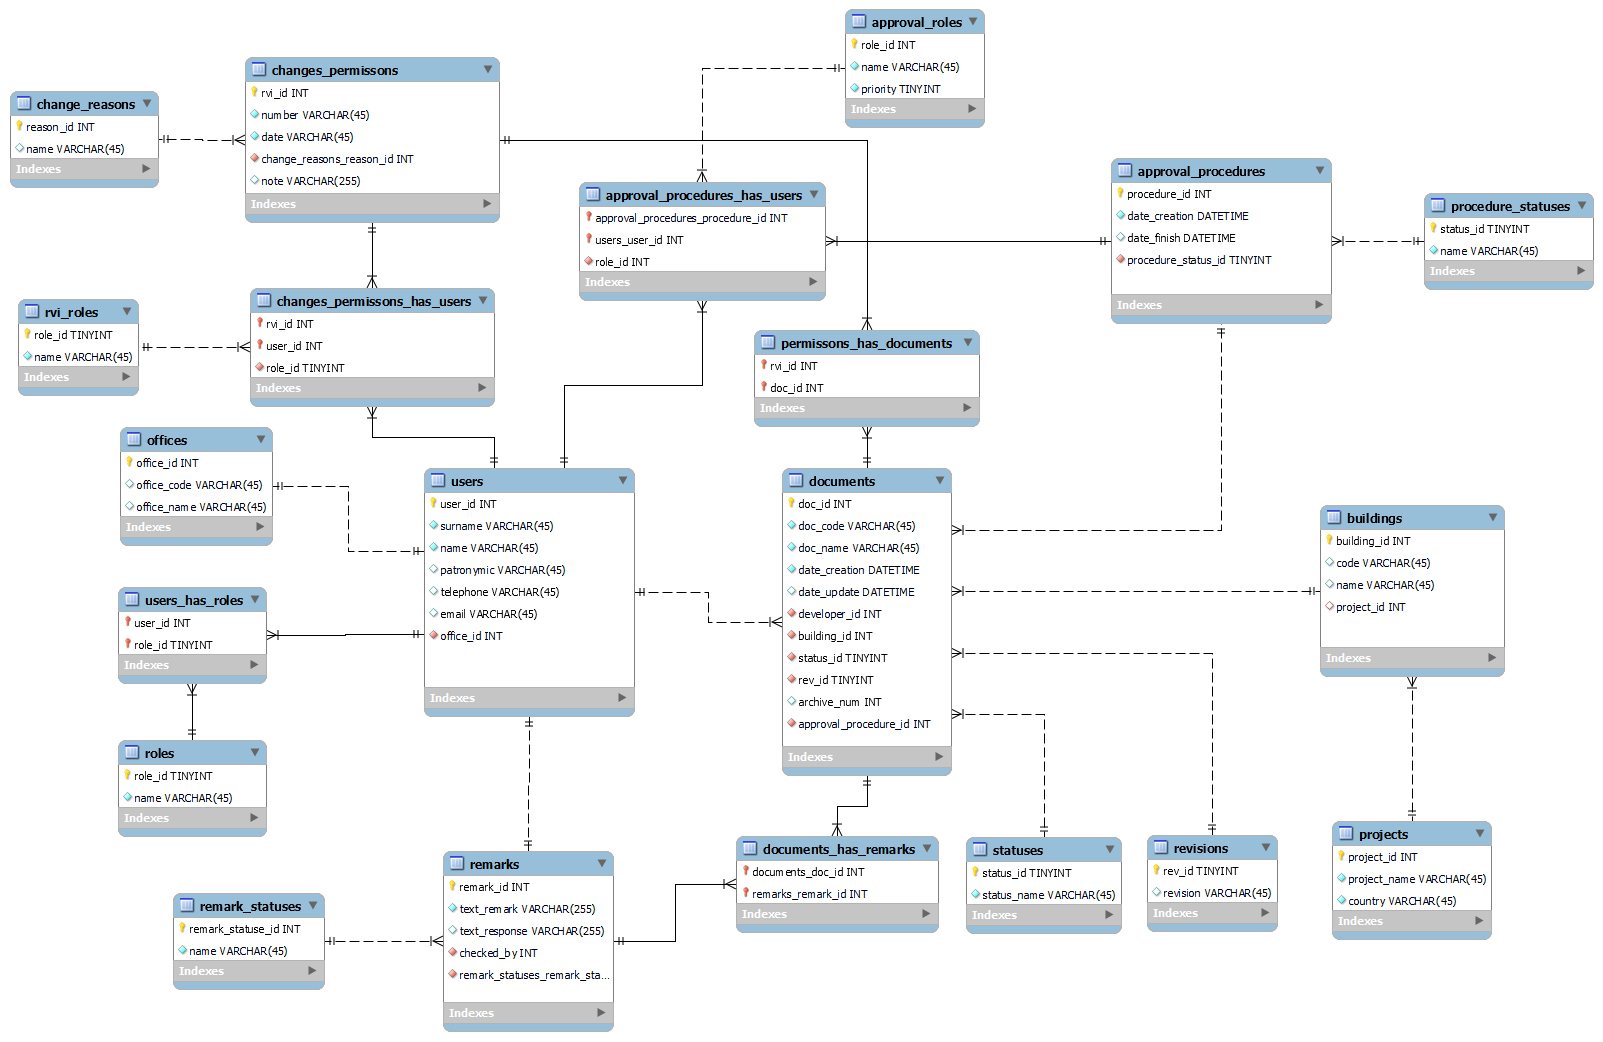 approval_roles
role_id INT
name VARCHAR(45)
priority TINYINT
Indexes
changes_permissons
rvi_id INT
number VARCHAR(45)
date VARCHAR(45)
change_reasons_reason_id INT
note VARCHAR(255)
Indexes
change_reasons
reason_id INT
name VARCHAR(45)
Indexes
approval_procedures_has_users
approval_procedures_procedure_id INT
users_user_id INT
role_id INT
Indexes
approval_procedures
procedure_id INT
date_creation DATETIME
date_finish DATETIME
procedure_status_id TINYINT
Indexes
procedure_statuses
status_id TINYINT
name VARCHAR(45)
Indexes
rvi_roles
role_id TINYINT
name VARCHAR(45)
Indexes
changes_permissons_has_users
rvi_id INT
user_id INT
role_id TINYINT
Indexes
permissons_has_documents
rvi_id INT
doc_id INT
Indexes
offices
office_id INT
office_code VARCHAR(45)
office_name VARCHAR(45)
Indexes
users
user_id INT
surname VARCHAR(45)
name VARCHAR(45)
patronymic VARCHAR(45)
telephone VARCHAR(45)
email VARCHAR(45)
office_id INT
Indexes
documents
doc_id INT
doc_code VARCHAR(45)
doc_name VARCHAR(45)
date_creation DATETIME
date_update DATETIME
developer_id INT
building_id INT
status_id TINYINT
rev_id TINYINT
archive_num INT
approval_procedure_id INT
Indexes
buildings
building_id INT
code VARCHAR(45)
name VARCHAR(45)
project_id INT
Indexes
users_has_roles
user_id INT
role_id TINYINT
Indexes
roles
role_id TINYINT
name VARCHAR(45)
Indexes
remarks
remark_id INT
text_remark VARCHAR(255)
text_response VARCHAR(255)
checked_by INT
remark_statuses_remark_sta...
Indexes
documents_has_remarks
documents_doc_id INT
remarks_remark_id INT
Indexes
statuses
status_id TINYINT
status_name VARCHAR(45)
Indexes
revisions
rev_id TINYINT
revision VARCHAR(45)
Indexes
projects
project_id INT
project_name VARCHAR(45)
country VARCHAR(45)
Indexes
remark_statuses
remark_statuse_id INT
name VARCHAR(45)
Indexes